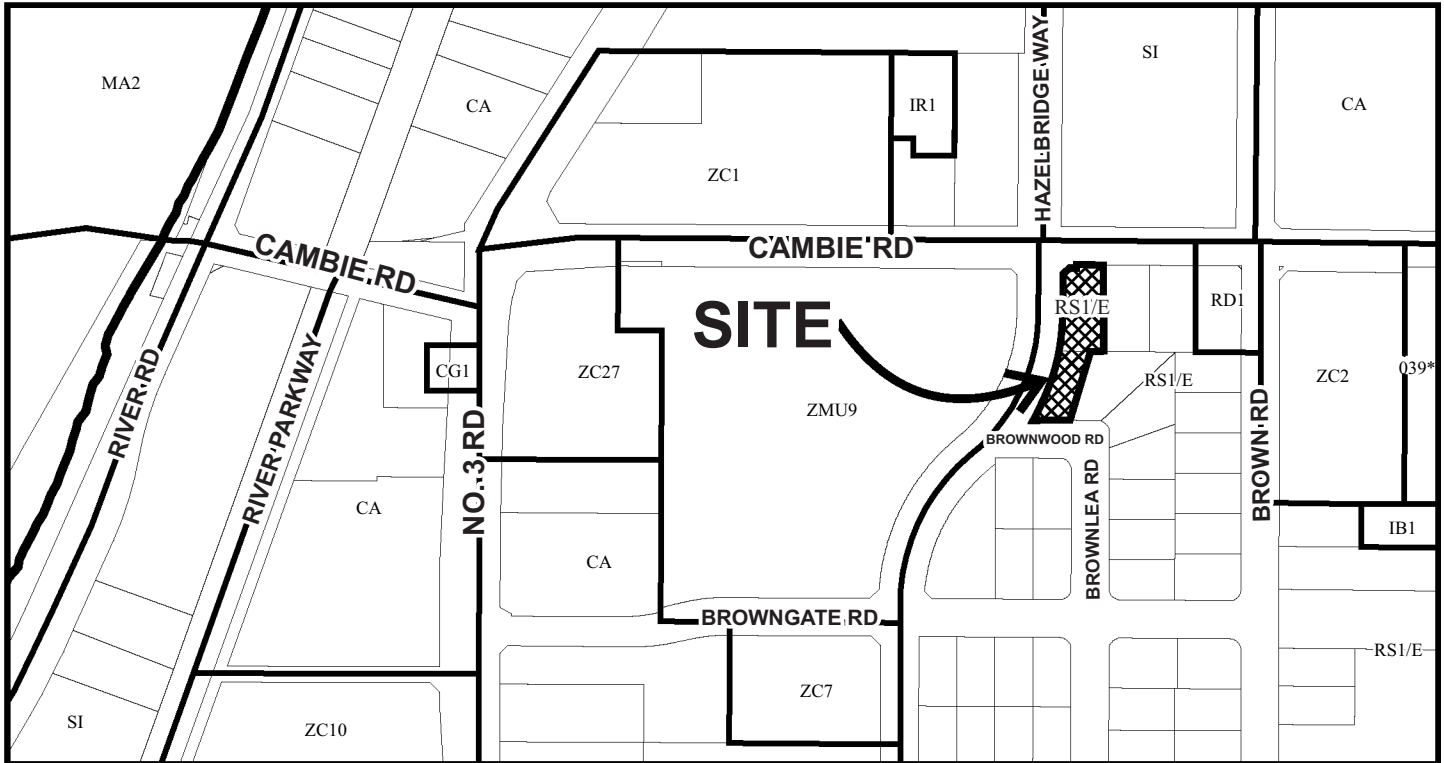 MA2
CA
IR1
HAZELBRIDGE WAY
SI
CA
ZC1
CAMBIE RD
CAMBIE RD
SITE
RS1/E
RD1
CG1
ZC27
ZMU9
RS1/E
ZC2
039*
RIVER RD
RIVER PARKWAY
NO. 3 RD
BROWNWOOD RD
BROWNLEA RD
BROWN RD
CA
CA
IB1
BROWNGATE RD
RS1/E
SI
ZC10
ZC7